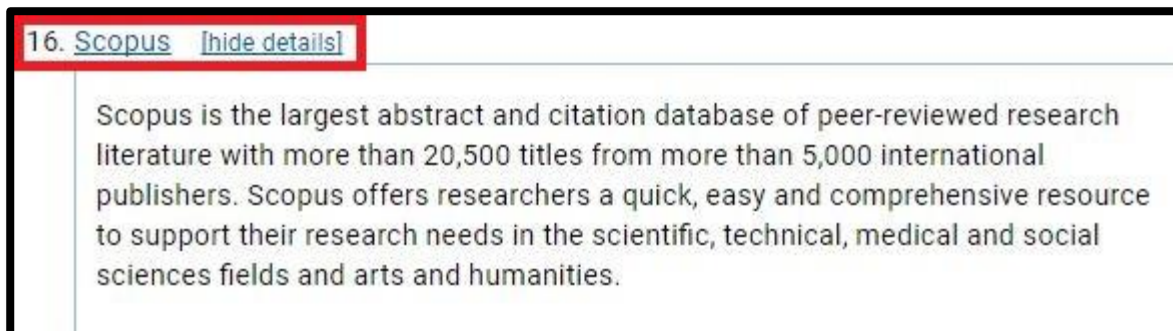 16. Scopus [hide details]
Scopus is the largest abstract and citation database of peer-reviewed research
literature with more than 20,500 titles from more than 5,000 international
publishers. Scopus offers researchers a quick, easy and comprehensive resource
to support their research needs in the scientific, technical, medical and social
sciences fields and arts and humanities.